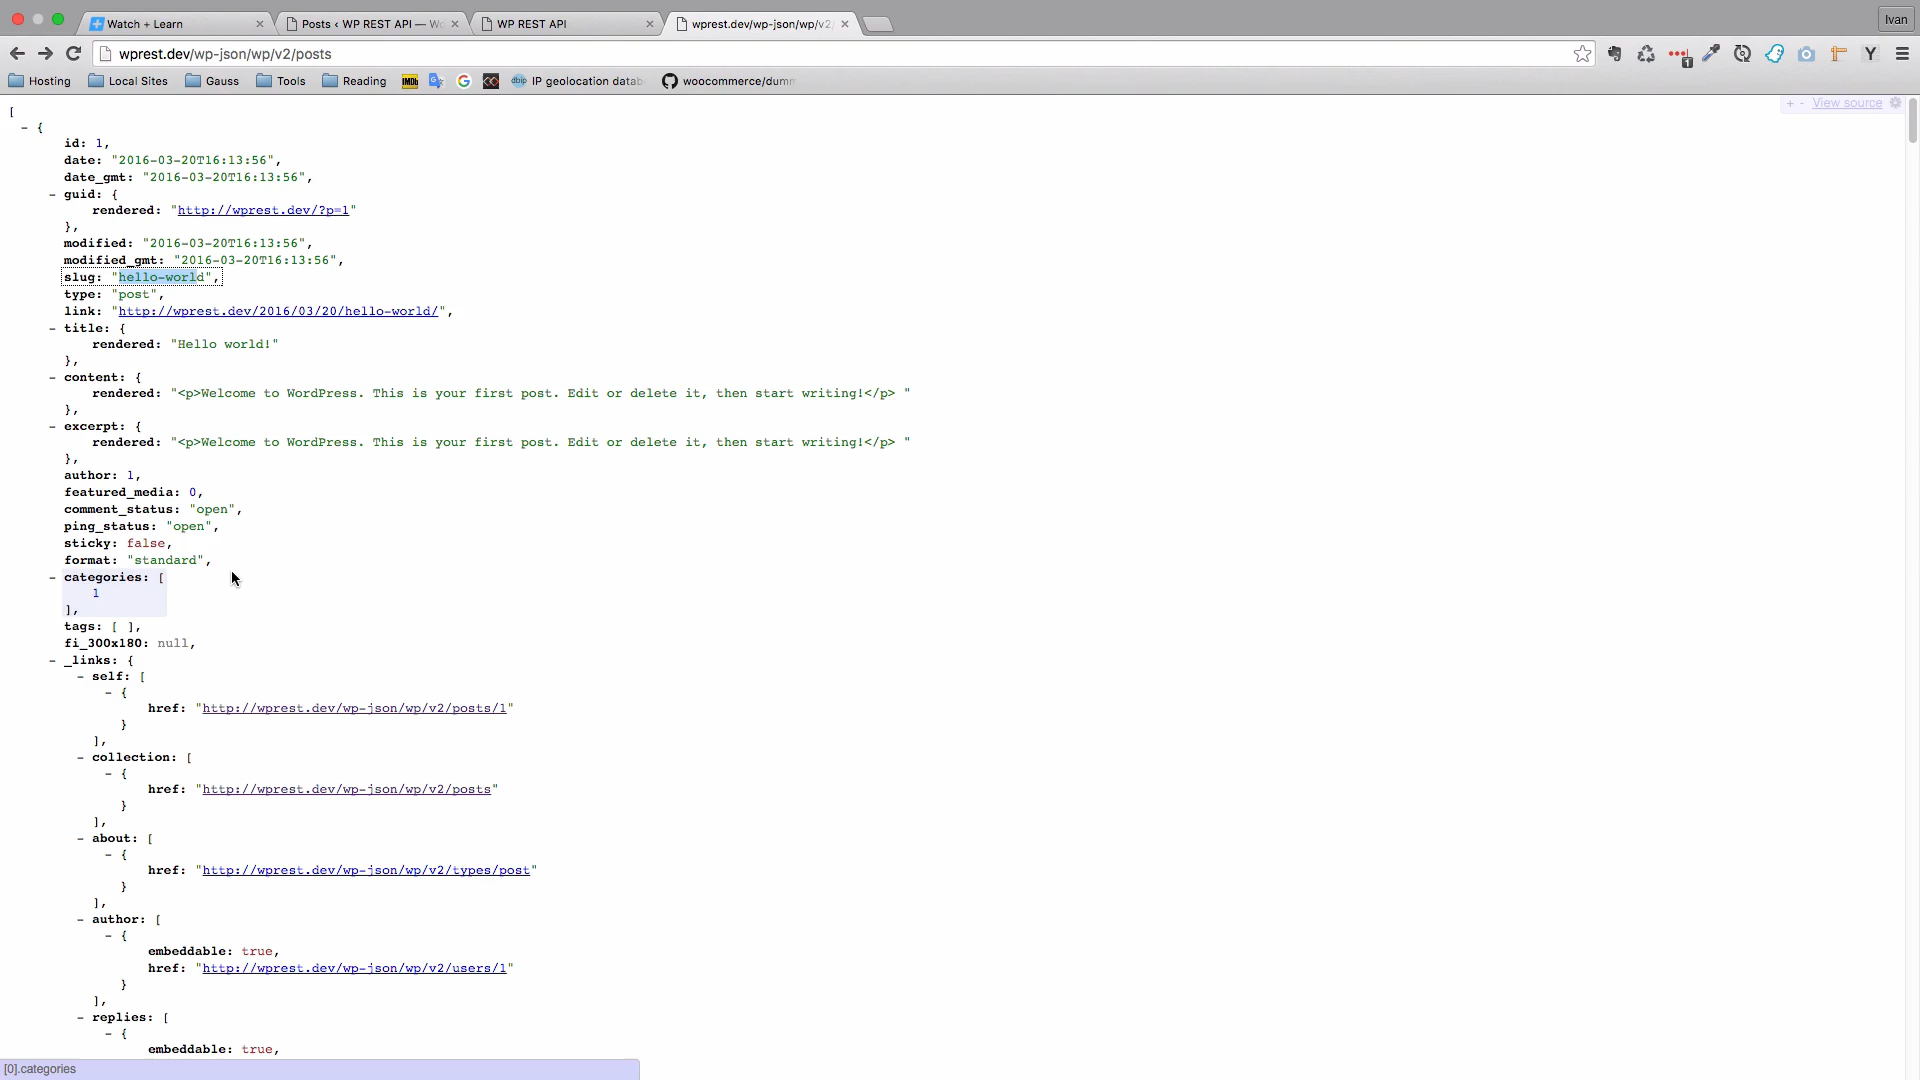 Watch + Learn
Posts ‹ WP REST API — Wo
WP REST API
wprest.dev/wp-json/wp/v2/
Ivan
wprest.dev/wp-json/wp/v2/posts
1
Y
Hosting
Local Sites
Gauss
Tools
Reading
IMDb
dbip
IP geolocation datab
woocommerce/dumm
+ - View source
[
- {
id: 1,
date: "2016-03-20T16:13:56",
date_gmt: "2016-03-20T16:13:56",
- guid: {
rendered: "http://wprest.dev/?p=1"
},
modified: "2016-03-20T16:13:56",
modified_gmt: "2016-03-20T16:13:56",
slug: "hello-world",
type: "post",
link: "http://wprest.dev/2016/03/20/hello-world/",
- title: {
rendered: "Hello world!"
},
- content: {
rendered: "<p>Welcome to WordPress. This is your first post. Edit or delete it, then start writing!</p> "
},
- excerpt: {
rendered: "<p>Welcome to WordPress. This is your first post. Edit or delete it, then start writing!</p> "
},
author: 1,
featured_media: 0,
comment_status: "open",
ping_status: "open",
sticky: false,
format: "standard",
- categories: [
1
],
tags: [ ],
fi_300x180: null,
- _links: {
- self: [
- {
href: "http://wprest.dev/wp-json/wp/v2/posts/1"
}
],
- collection: [
- {
href: "http://wprest.dev/wp-json/wp/v2/posts"
}
],
- about: [
- {
href: "http://wprest.dev/wp-json/wp/v2/types/post"
}
],
- author: [
- {
embeddable: true,
href: "http://wprest.dev/wp-json/wp/v2/users/1"
}
],
- replies: [
- {
embeddable: true,
[0].categories